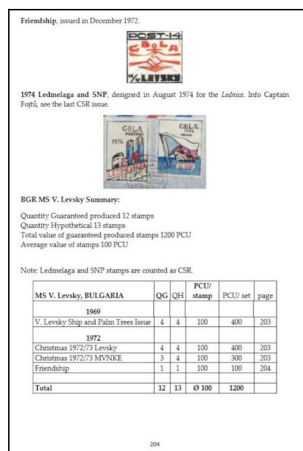 Friendship, issued in December 1972.
POST-14
M/S LEVSKY
1974 Ledmelaga and SNP, designed in August 1974 for the Lednice. Info Captain
Fojtů, see the last CSR issue.
GELA
1974
GELA
BGR MS V. Levsky Summary:
Quantity Guaranteed produced 12 stamps
Quantity Hypothetical 13 stamps
Total value of guaranteed produced stamps 1200 PCU
Average value of stamps 100 PCU
Note: Ledmelaga and SNP stamps are counted as CSR.
MS V. Levsky, BULGARIA QG QH PCU/ stamp PCU/ set page
1969
V. Levsky Ship and Palm Trees Issue 4 4 100 400 203
1972
Christmas 1972/73 Levsky 4 4 100 400 203
Christmas 1972/73 MVNKE 3 4 100 300 203
Friendship 1 1 100 100 204
Total 12 13 Ø 100 1200
204